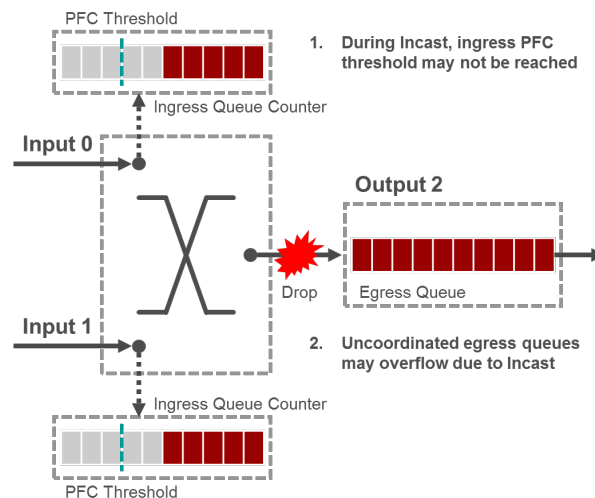 PFC Threshold
1. During Incast, ingress PFC
threshold may not be reached
Ingress Queue Counter
Input 0
Output 2
Drop
Egress Queue
Input 1
2. Uncoordinated egress queues
may overflow due to Incast
Ingress Queue Counter
PFC Threshold